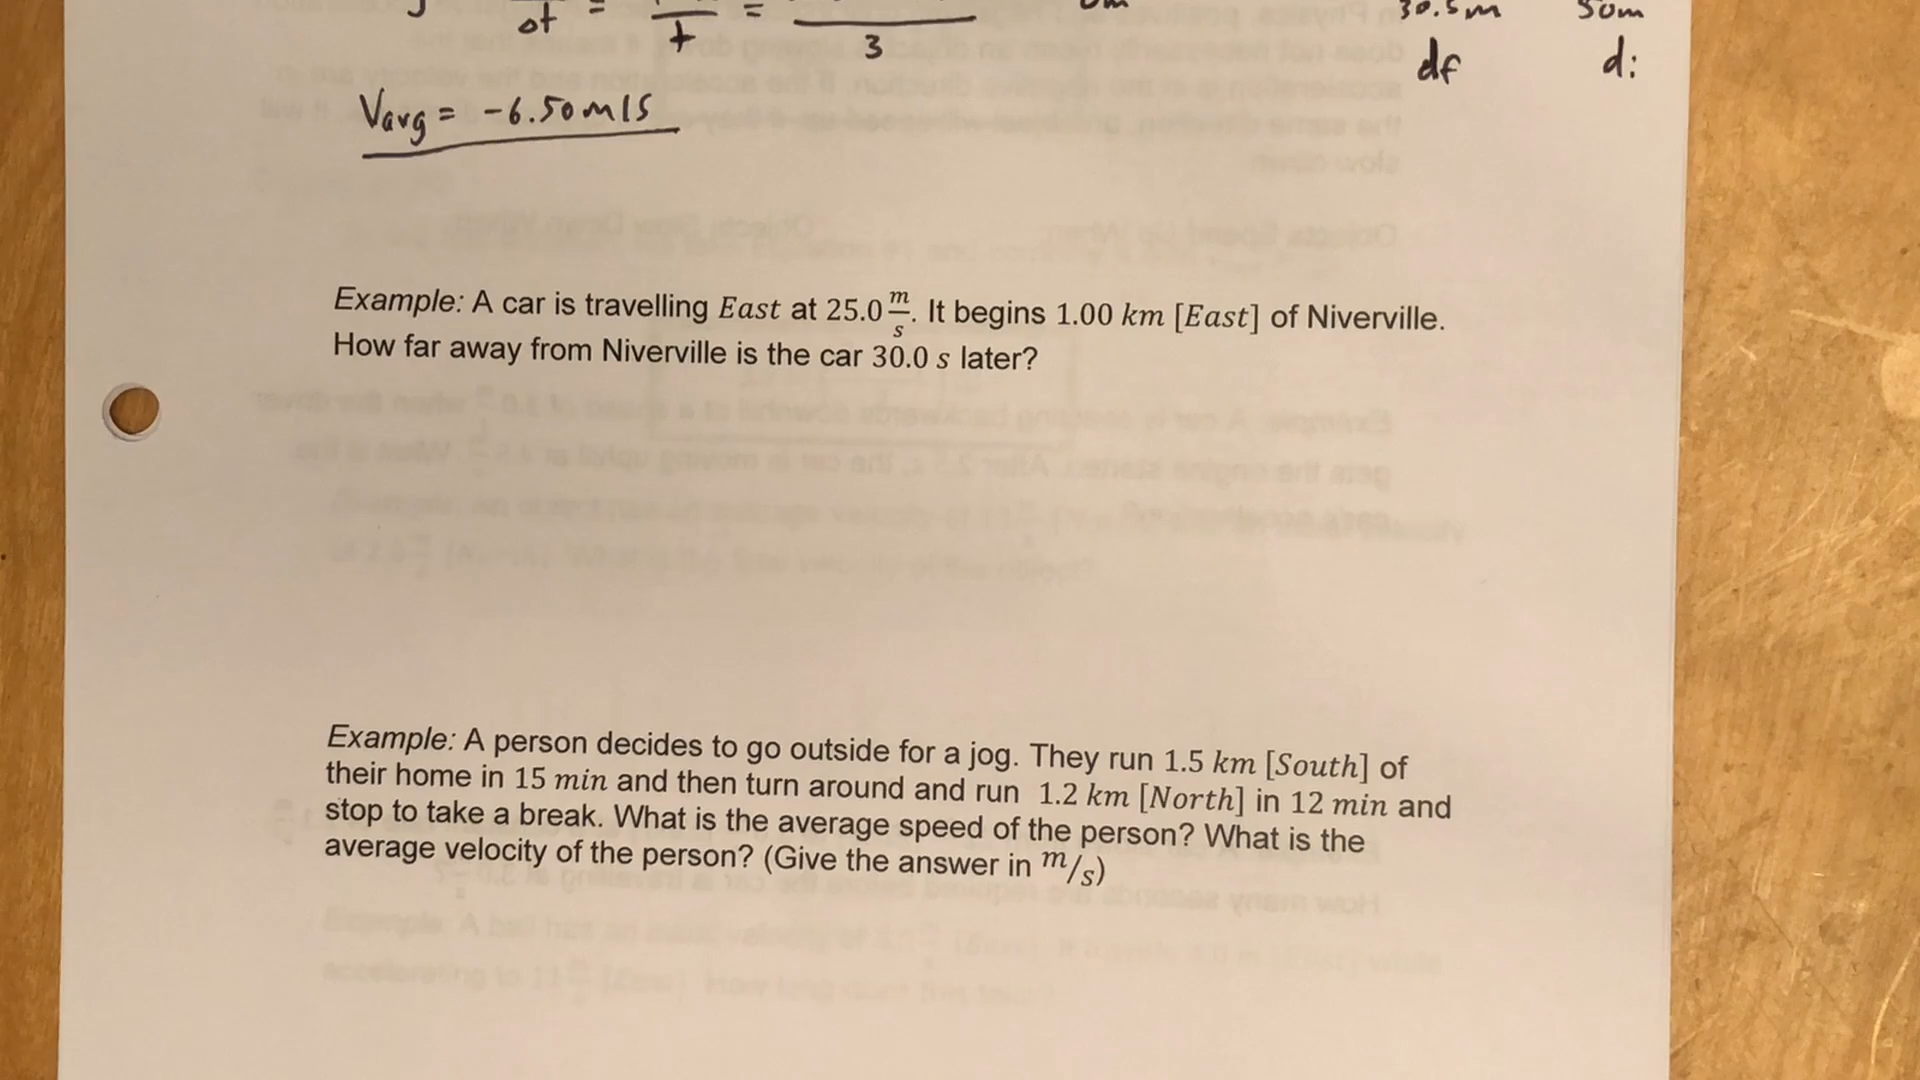 Δt = t = 3
30.5m 50m
df di
Vavg = -6.50m/s
Example: A car is travelling East at 25.0 m/s. It begins 1.00 km [East] of Niverville.
How far away from Niverville is the car 30.0 s later?
Example: A person decides to go outside for a jog. They run 1.5 km [South] of
their home in 15 min and then turn around and run 1.2 km [North] in 12 min and
stop to take a break. What is the average speed of the person? What is the
average velocity of the person? (Give the answer in m/s)